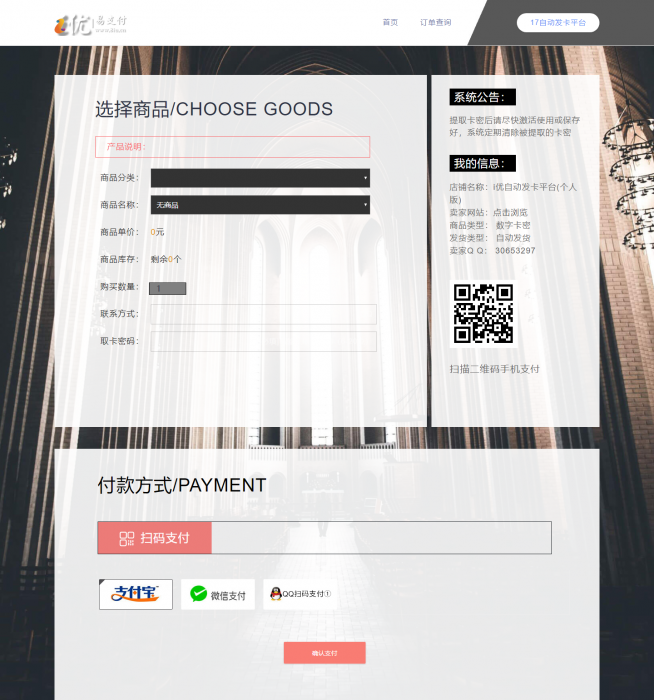 优 易支付
首页
订单查询
17自动发卡平台
选择商品/CHOOSE GOODS
产品说明：
商品分类：
商品名称： 无商品
商品单价： 0元
商品库存： 剩余0个
购买数量： 1
联系方式：
取卡密码：
系统公告：
提取卡密后请尽快激活使用或保存
好，系统定期清除被提取的卡密
我的信息：
店铺名称：I优自动发卡平台(个人
版)
卖家网站：点击浏览
商品类型： 数字卡密
发货类型： 自动发货
卖家Q Q： 30653297
扫描二维码手机支付
付款方式/PAYMENT
扫码支付
支付宝
微信支付
QQ扫码支付①
确认支付